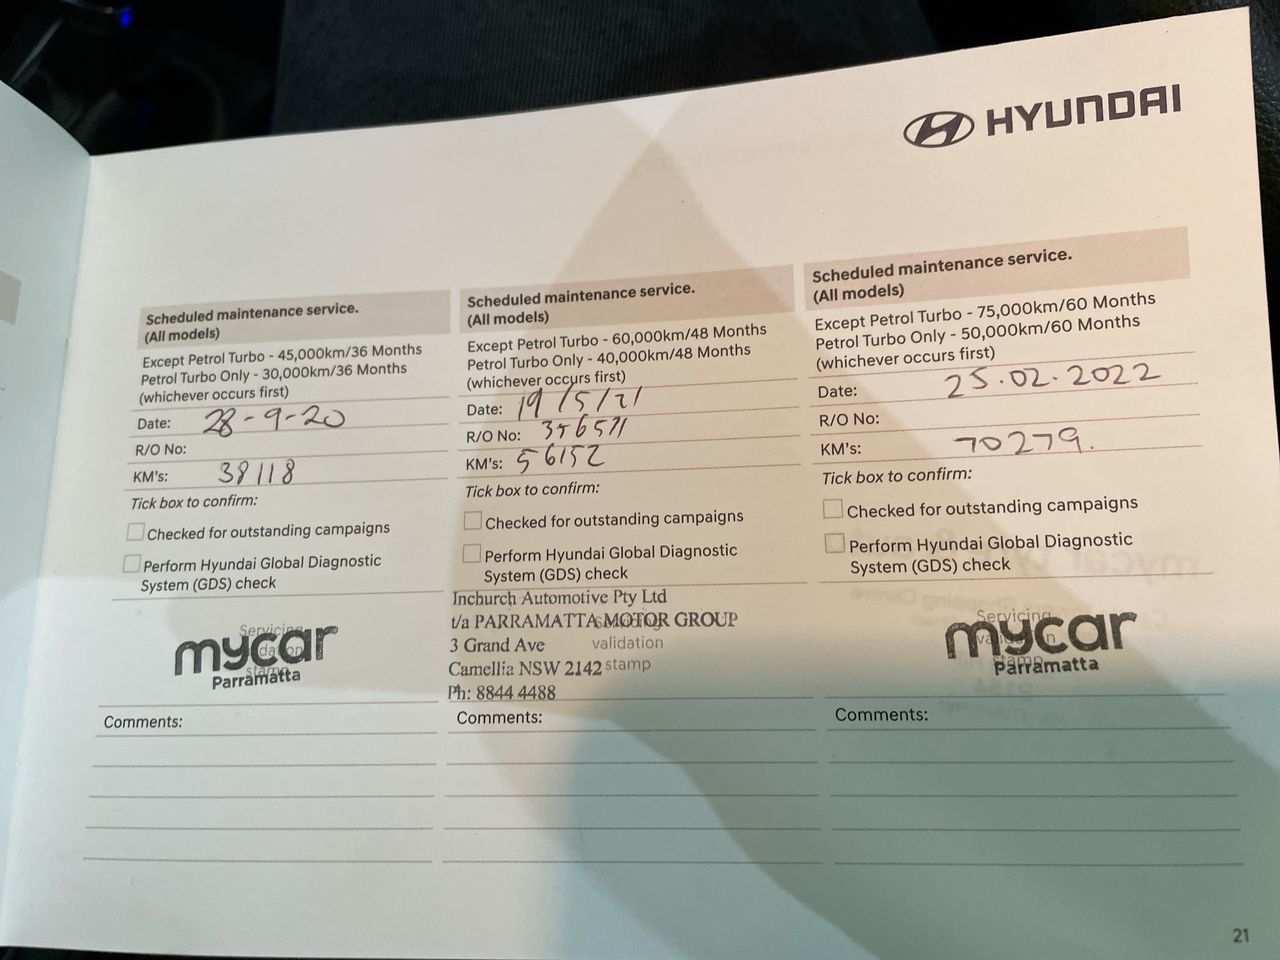 HYUNDAI
Scheduled maintenance service.
(All models)
Except Petrol Turbo - 45,000km/36 Months
Petrol Turbo Only - 30,000km/36 Months
(whichever occurs first)
Date: 28-9-20
R/O No:
KM's: 38118
Tick box to confirm:
Checked for outstanding campaigns
Perform Hyundai Global Diagnostic
System (GDS) check
Servicing
validation
stamp
mycar
Parramatta
Comments:
Scheduled maintenance service.
(All models)
Except Petrol Turbo - 60,000km/48 Months
Petrol Turbo Only - 40,000km/48 Months
(whichever occurs first)
Date: 19/5/21
R/O No:
KM's: 56152
Tick box to confirm:
Checked for outstanding campaigns
Perform Hyundai Global Diagnostic
System (GDS) check
Inchurch Automotive Pty Ltd
t/a PARRAMATTA MOTOR GROUP
3 Grand Ave
Camellia NSW 2142
Ph: 8844 4488
Servicing
validation
stamp
Comments:
Scheduled maintenance service.
(All models)
Except Petrol Turbo - 75,000km/60 Months
Petrol Turbo Only - 50,000km/60 Months
(whichever occurs first)
Date: 25.02.2022
R/O No:
KM's: 70279.
Tick box to confirm:
Checked for outstanding campaigns
Perform Hyundai Global Diagnostic
System (GDS) check
Servicing
validation
stamp
mycar
Parramatta
Comments:
21